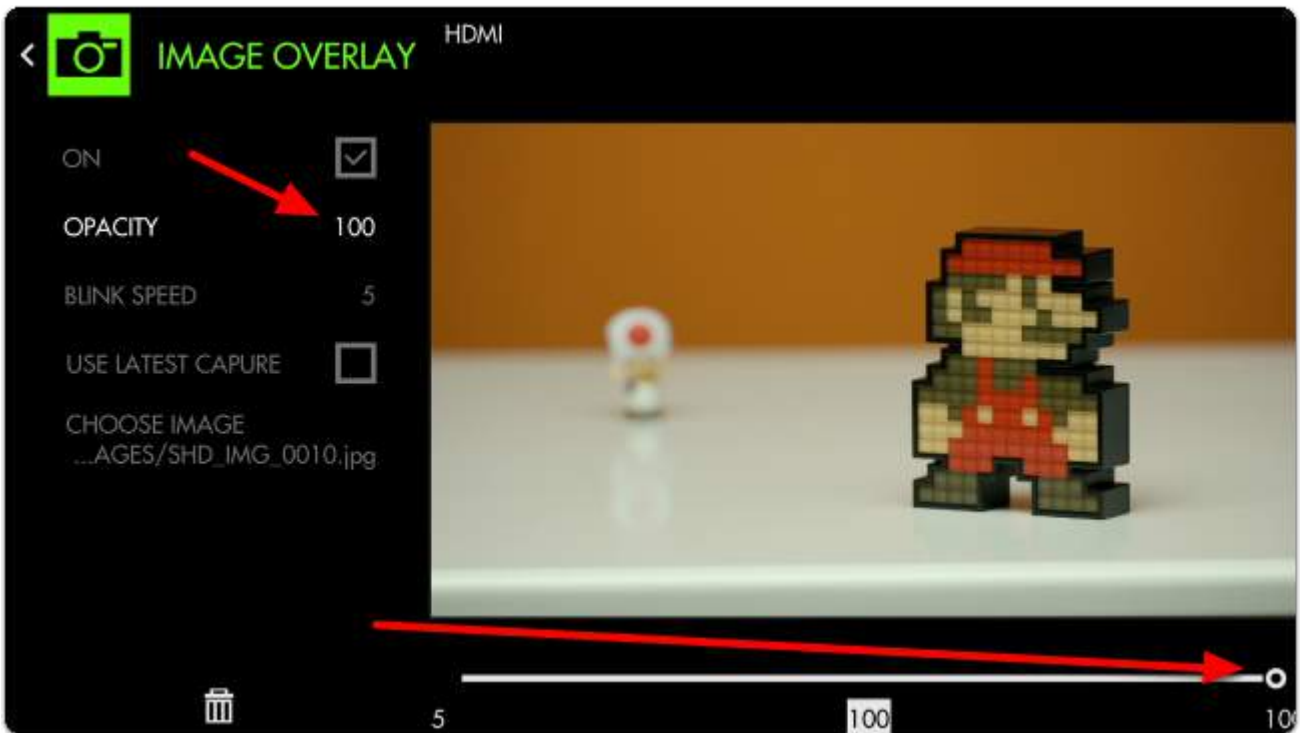 IMAGE OVERLAY
HDMI
ON
OPACITY 100
BLINK SPEED 5
USE LATEST CAPURE
CHOOSE IMAGE
...AGES/SHD_IMG_0010.jpg
5 100 100